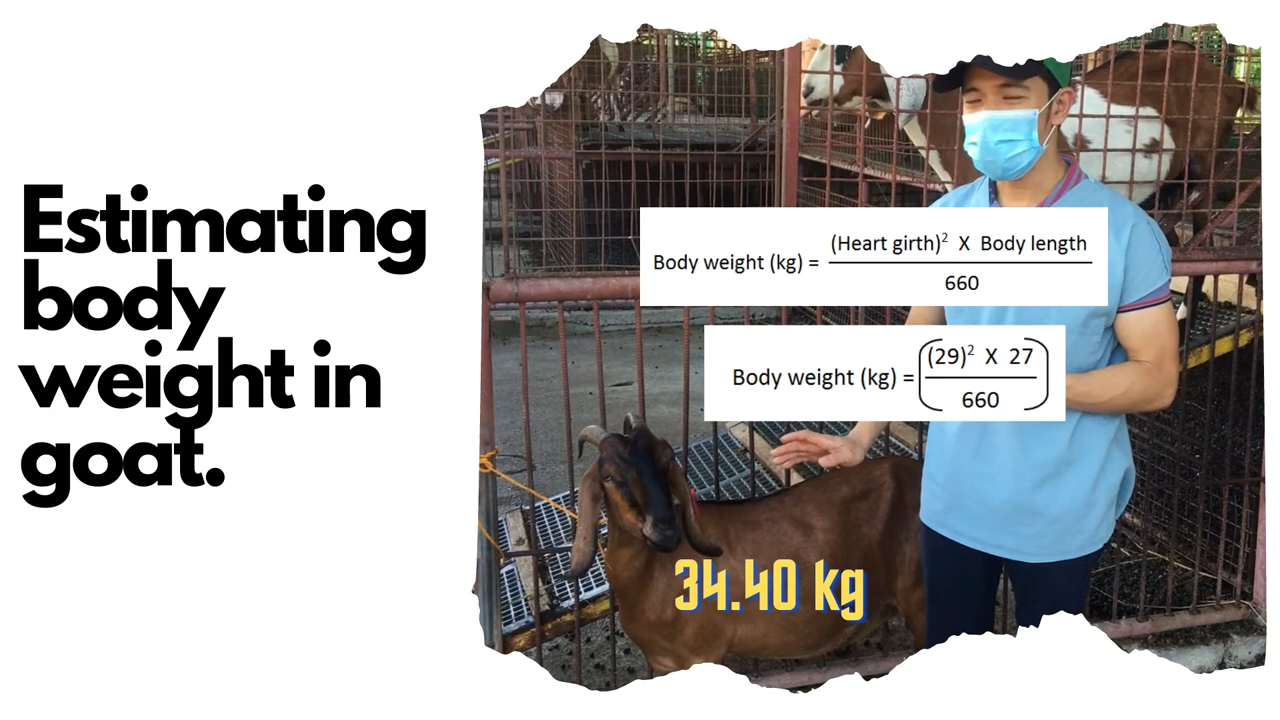 Estimating
body
weight in
goat.
Body weight (kg) = (Heart girth)² X Body length
660
Body weight (kg) = (29)² X 27
660
34.40 kg